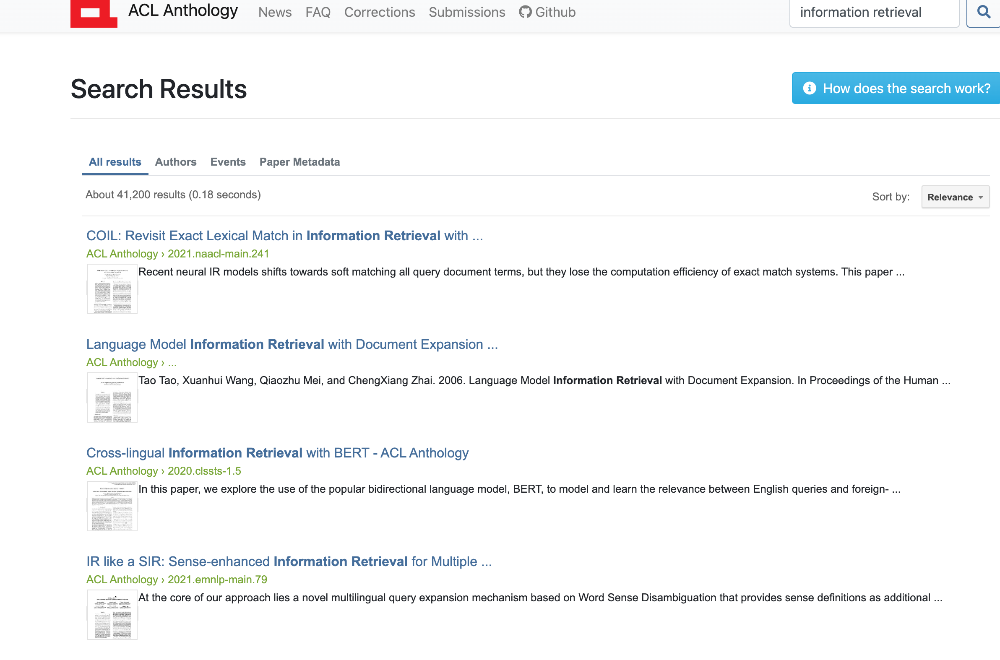 ACL Anthology News FAQ Corrections Submissions Github information retrieval
Search Results
How does the search work?
All results Authors Events Paper Metadata
About 41,200 results (0.18 seconds)
Sort by: Relevance
COIL: Revisit Exact Lexical Match in Information Retrieval with ...
ACL Anthology › 2021.naacl-main.241
Recent neural IR models shifts towards soft matching all query document terms, but they lose the computation efficiency of exact match systems. This paper ...
Language Model Information Retrieval with Document Expansion ...
ACL Anthology › ...
Tao Tao, Xuanhui Wang, Qiaozhu Mei, and ChengXiang Zhai. 2006. Language Model Information Retrieval with Document Expansion. In Proceedings of the Human ...
Cross-lingual Information Retrieval with BERT - ACL Anthology
ACL Anthology › 2020.clssts-1.5
In this paper, we explore the use of the popular bidirectional language model, BERT, to model and learn the relevance between English queries and foreign- ...
IR like a SIR: Sense-enhanced Information Retrieval for Multiple ...
ACL Anthology › 2021.emnlp-main.79
At the core of our approach lies a novel multilingual query expansion mechanism based on Word Sense Disambiguation that provides sense definitions as additional ...